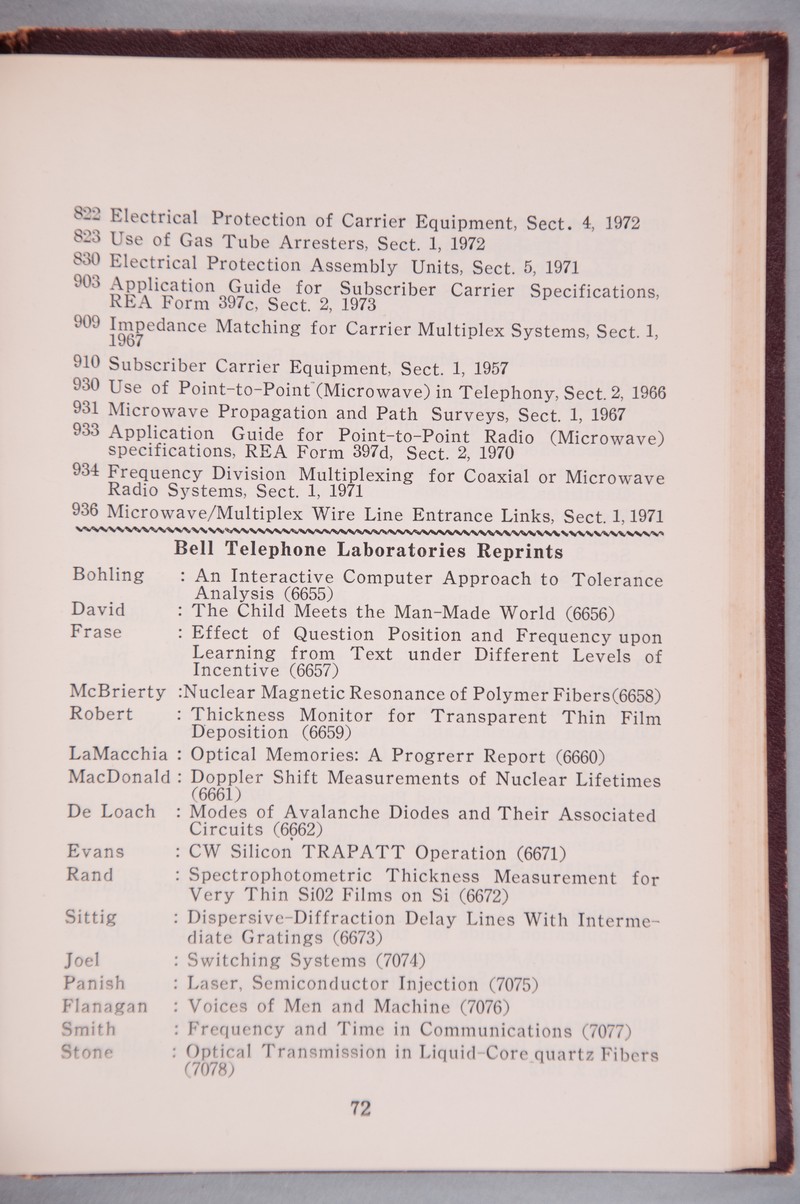 822 Electrical Protection of Carrier Equipment, Sect. 4, 1972
823 Use of Gas Tube Arresters, Sect. 1, 1972
830 Electrical Protection Assembly Units, Sect. 5, 1971
903 Application Guide for Subscriber Carrier Specifications,
REA Form 397c, Sect. 2, 1973
909 Impedance Matching for Carrier Multiplex Systems, Sect. 1,
1967
910 Subscriber Carrier Equipment, Sect. 1, 1957
930 Use of Point-to-Point (Microwave) in Telephony, Sect. 2, 1966
931 Microwave Propagation and Path Surveys, Sect. 1, 1967
933 Application Guide for Point-to-Point Radio (Microwave)
specifications, REA Form 397d, Sect. 2, 1970
934 Frequency Division Multiplexing for Coaxial or Microwave
Radio Systems, Sect. 1, 1971
936 Microwave/Multiplex Wire Line Entrance Links, Sect. 1, 1971
Bell Telephone Laboratories Reprints
Bohling : An Interactive Computer Approach to Tolerance
Analysis (6655)
David : The Child Meets the Man-Made World (6656)
Frase : Effect of Question Position and Frequency upon
Learning from Text under Different Levels of
Incentive (6657)
McBrierty :Nuclear Magnetic Resonance of Polymer Fibers(6658)
Robert : Thickness Monitor for Transparent Thin Film
Deposition (6659)
LaMacchia : Optical Memories: A Progrerr Report (6660)
MacDonald : Doppler Shift Measurements of Nuclear Lifetimes
(6661)
De Loach : Modes of Avalanche Diodes and Their Associated
Circuits (6662)
Evans : CW Silicon TRAPATT Operation (6671)
Rand : Spectrophotometric Thickness Measurement for
Very Thin Si02 Films on Si (6672)
Sittig : Dispersive-Diffraction Delay Lines With Interme-
diate Gratings (6673)
Joel : Switching Systems (7074)
Panish : Laser, Semiconductor Injection (7075)
Flanagan : Voices of Men and Machine (7076)
Smith : Frequency and Time in Communications (7077)
Stone : Optical Transmission in Liquid-Core quartz Fibers
(7078)
72